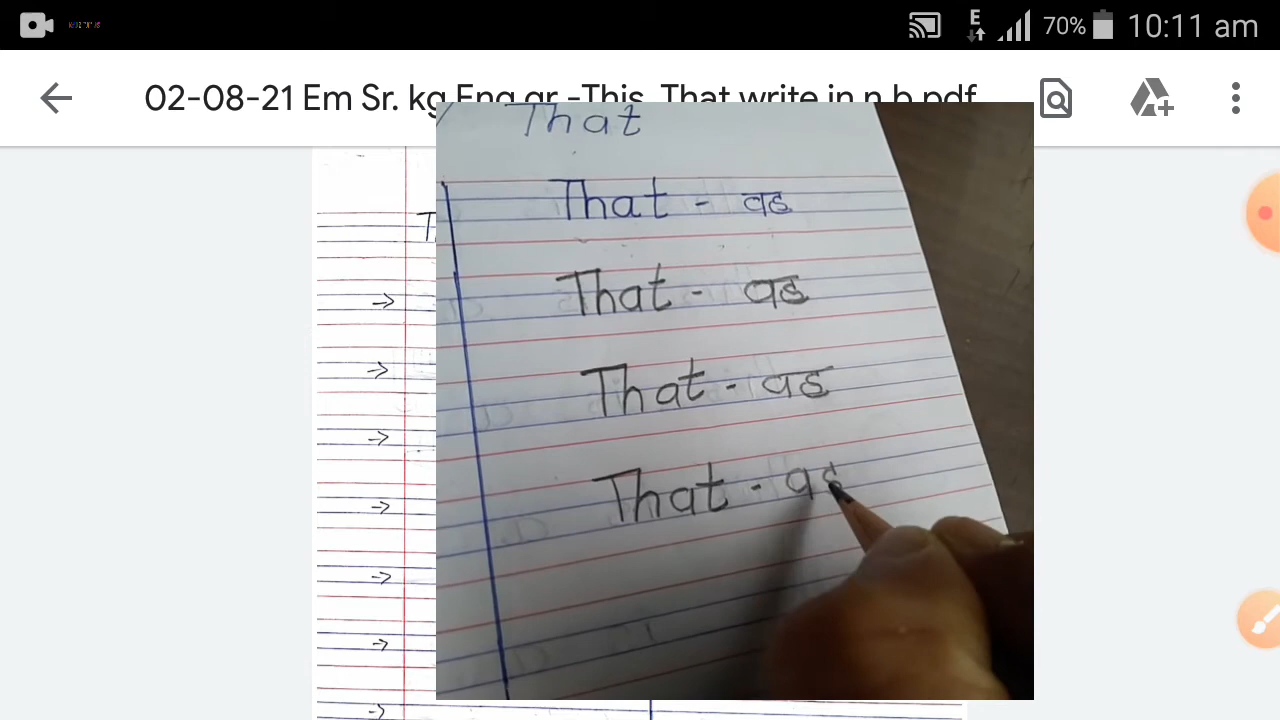 70% 10:11 am
02-08-21 Em Sr. kg Eng gr -This, That write in n.b.pdf
That
That - वह
That - वह
That - वह
That - वह